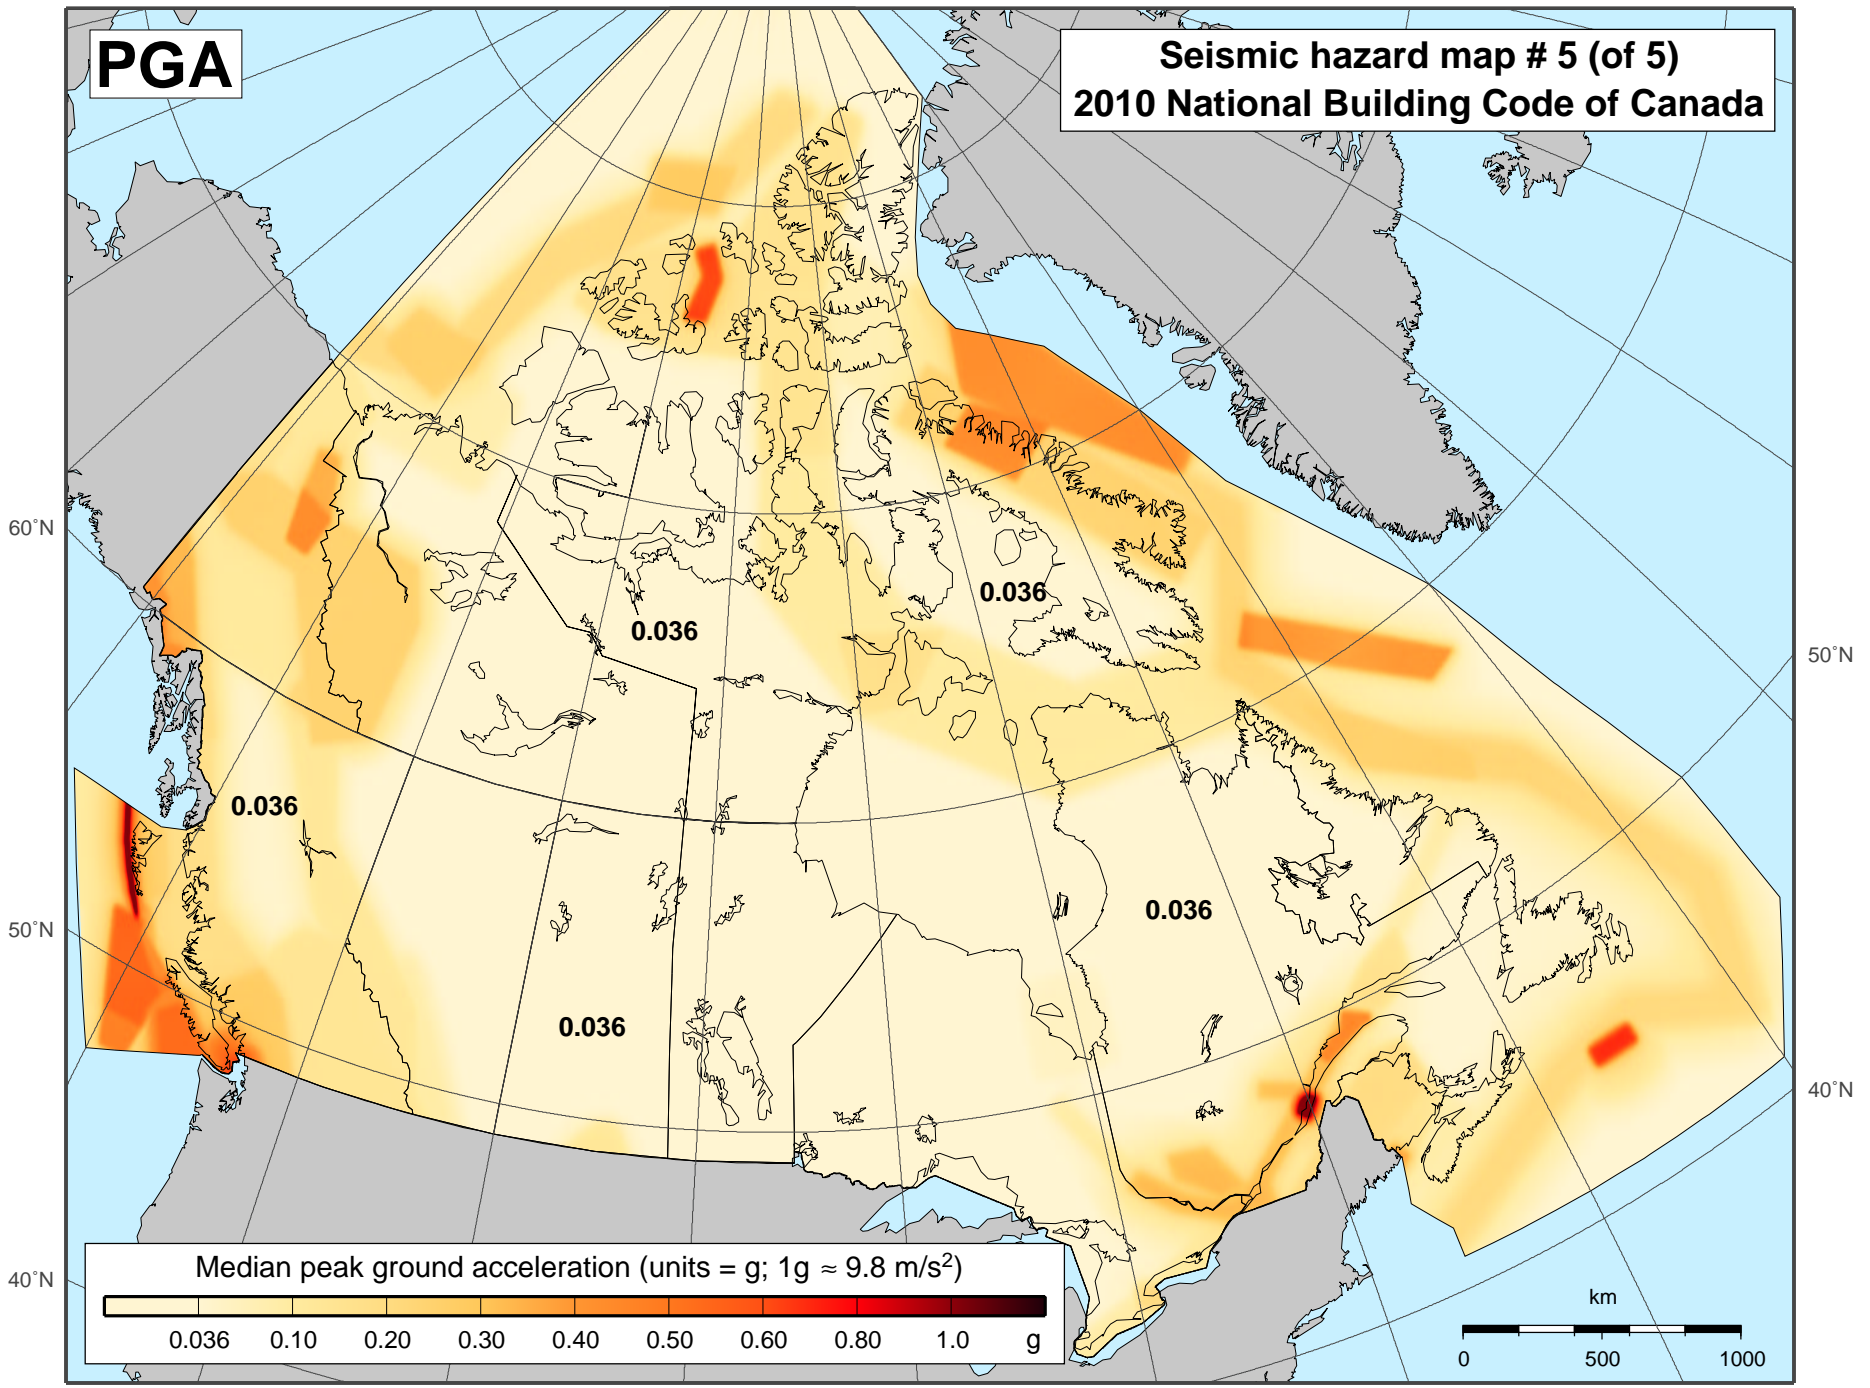 PGA
Seismic hazard map # 5 (of 5)
2010 National Building Code of Canada
60°N
50°N
50°N
40°N
40°N
0.036
0.036
0.036
0.036
0.036
Median peak ground acceleration (units = g; 1g ≈ 9.8 m/s²)
0.036 0.10 0.20 0.30 0.40 0.50 0.60 0.80 1.0 g
km
0 500 1000